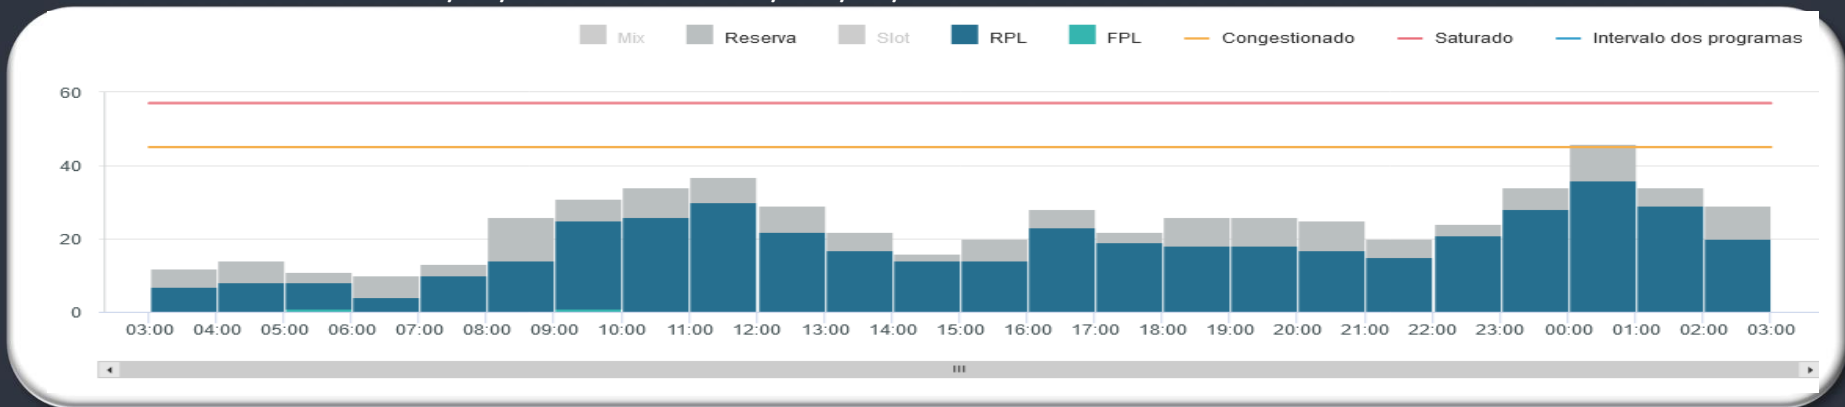 Mix Reserva Slot RPL FPL Congestionado Saturado Intervalo dos programas
60
40
20
0
03:00 04:00 05:00 06:00 07:00 08:00 09:00 10:00 11:00 12:00 13:00 14:00 15:00 16:00 17:00 18:00 19:00 20:00 21:00 22:00 23:00 00:00 01:00 02:00 03:00